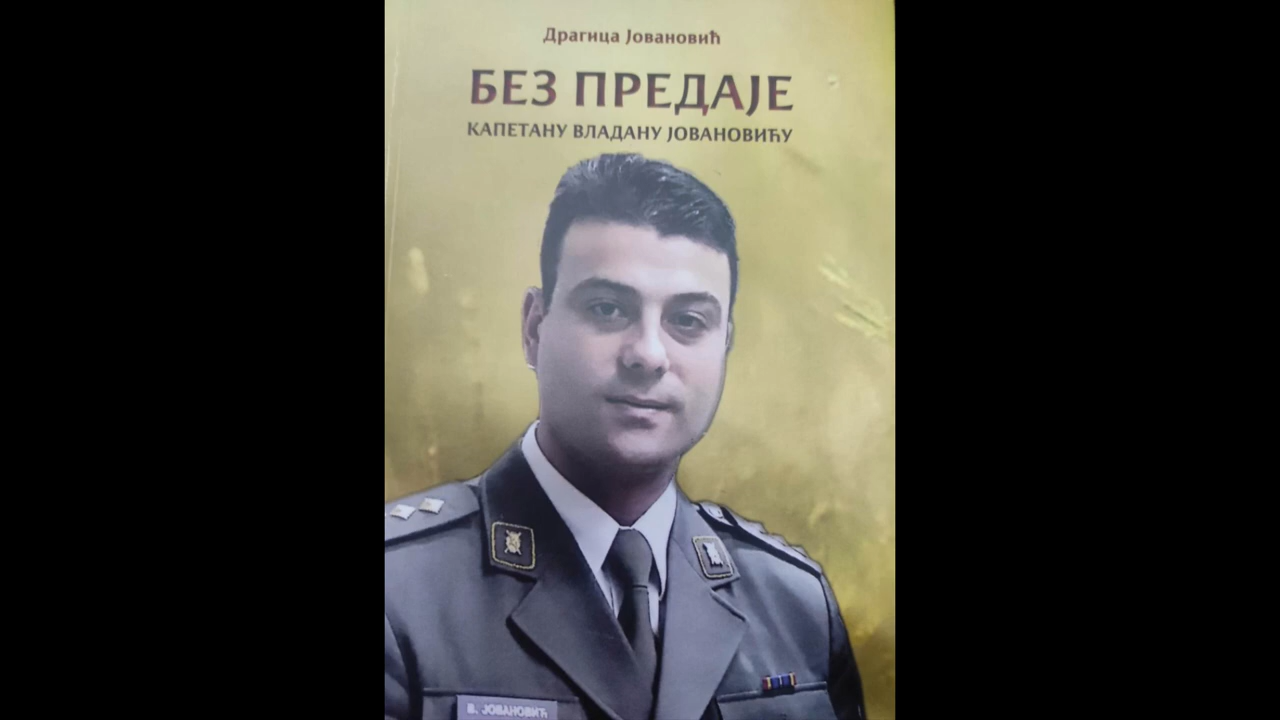 Драгица Јовановић
БЕЗ ПРЕДАЈЕ
КАПЕТАНУ ВЛАДАНУ ЈОВАНОВИЋУ
В. ЈОВАНОВИЋ